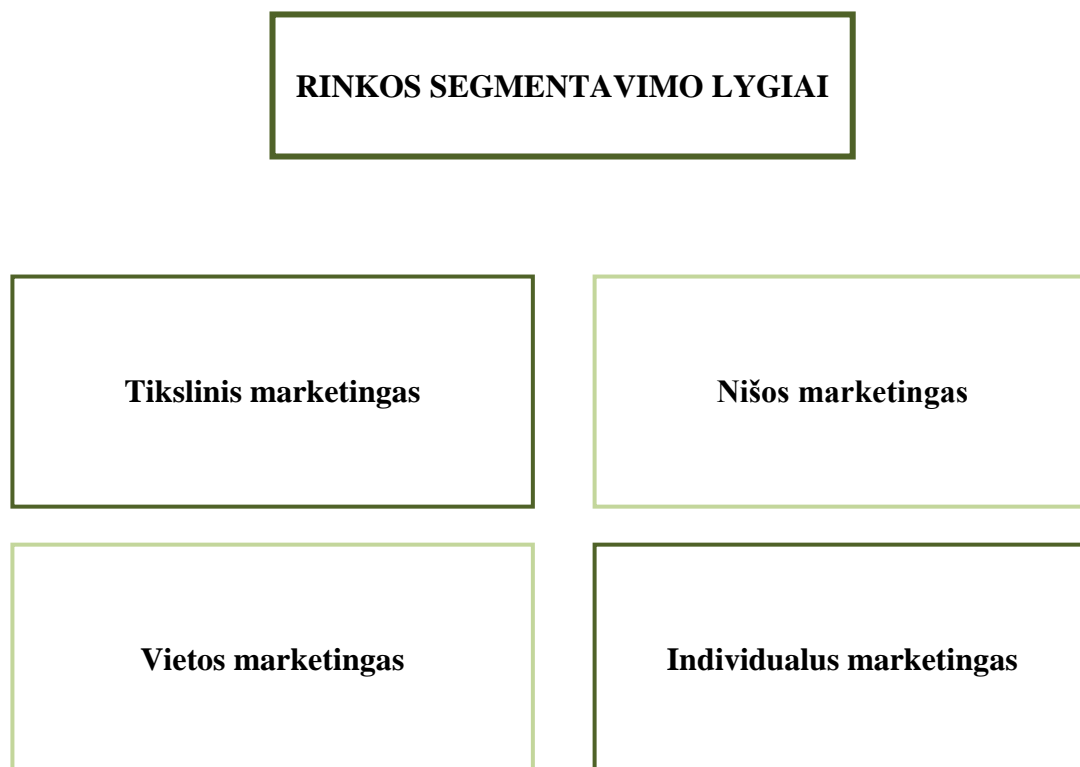 RINKOS SEGMENTAVIMO LYGIAI
Tikslinis marketingas
Nišos marketingas
Vietos marketingas
Individualus marketingas